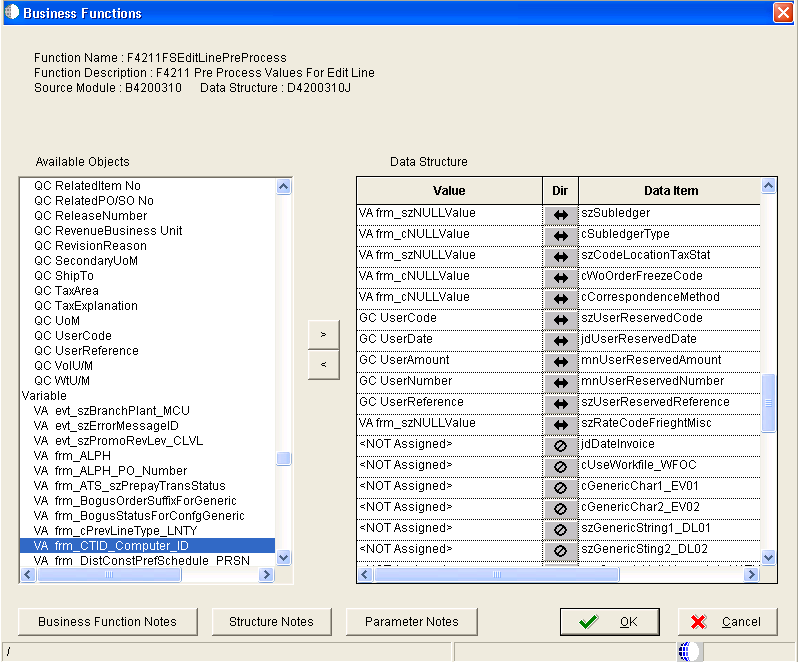 Business Functions
Function Name : F4211FSEditLinePreProcess
Function Description : F4211 Pre Process Values For Edit Line
Source Module : B4200310 Data Structure : D4200310J
Available Objects
QC RelatedItem No
QC RelatedPO/SO No
QC ReleaseNumber
QC RevenueBusiness Unit
QC RevisionReason
QC SecondaryUoM
QC ShipTo
QC TaxArea
QC TaxExplanation
QC UoM
QC UserCode
QC UserReference
QC VolU/M
QC WtU/M
Variable
VA evt_szBranchPlant_MCU
VA evt_szErrorMessageID
VA evt_szPromoRevLev_CLVL
VA frm_ALPH
VA frm_ALPH_PO_Number
VA frm_ATS_szPrepayTransStatus
VA frm_BogusOrderSuffixForGeneric
VA frm_BogusStatusForConfgGeneric
VA frm_cPrevLineType_LNTY
VA frm_CTID_Computer_ID
VA frm_DistConstPrefSchedule_PRSN
>
<
Data Structure
Value Dir Data Item
VA frm_szNULLValue szSubledger
VA frm_cNULLValue cSubledgerType
VA frm_szNULLValue szCodeLocationTaxStat
VA frm_cNULLValue cWoOrderFreezeCode
VA frm_cNULLValue cCorrespondenceMethod
GC UserCode szUserReservedCode
GC UserDate jdUserReservedDate
GC UserAmount mnUserReservedAmount
GC UserNumber mnUserReservedNumber
GC UserReference szUserReservedReference
VA frm_szNULLValue szRateCodeFrieghtMisc
<NOT Assigned> jdDateInvoice
<NOT Assigned> cUseWorkfile_WFOC
<NOT Assigned> cGenericChar1_EV01
<NOT Assigned> cGenericChar2_EV02
<NOT Assigned> szGenericString1_DL01
<NOT Assigned> szGenericSting2_DL02
Business Function Notes
Structure Notes
Parameter Notes
OK
Cancel
/